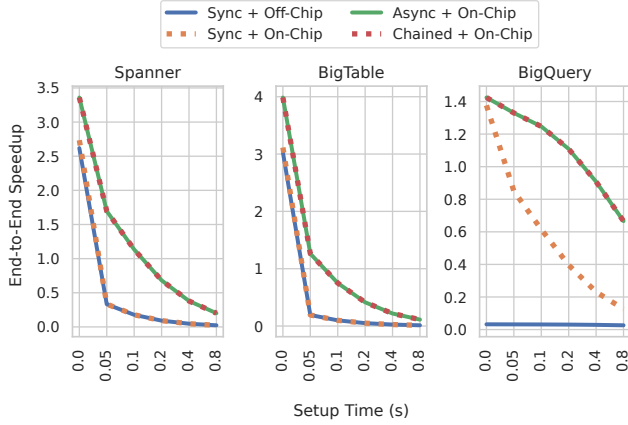 Sync + Off-Chip
Async + On-Chip
Sync + On-Chip
Chained + On-Chip
Spanner
BigTable
BigQuery
End-to-End Speedup
3.5
3.0
2.5
2.0
1.5
1.0
0.5
0.0
4
3
2
1
0
1.4
1.2
1.0
0.8
0.6
0.4
0.2
0.0
0.0 0.05 0.1 0.2 0.4 0.8
0.0 0.05 0.1 0.2 0.4 0.8
0.0 0.05 0.1 0.2 0.4 0.8
Setup Time (s)